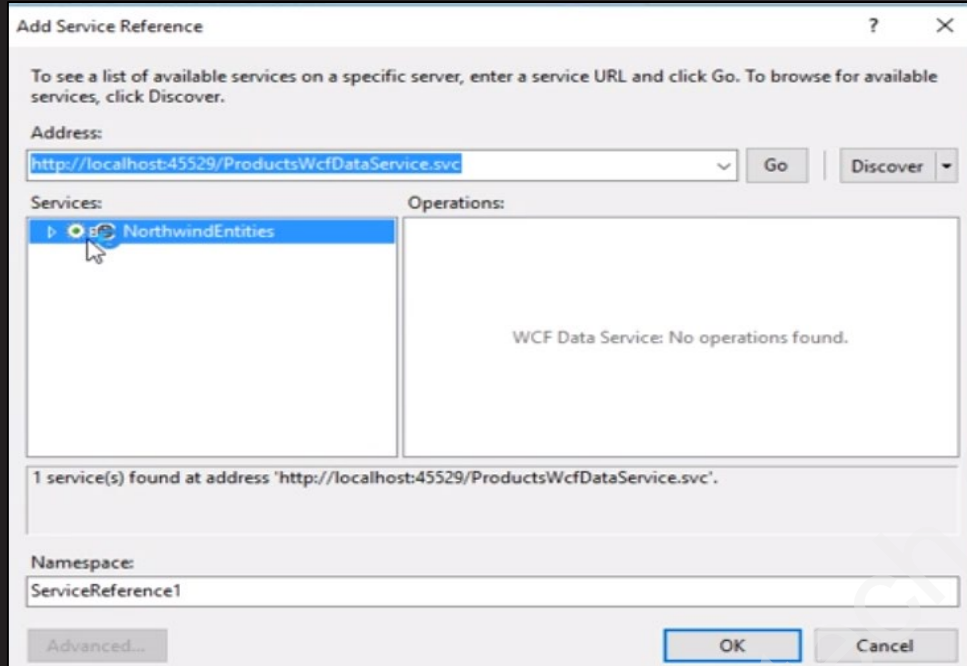 Add Service Reference
?
To see a list of available services on a specific server, enter a service URL and click Go. To browse for available
services, click Discover.
Address:
http://localhost:45529/ProductsWcfDataService.svc
Go
Discover
Services:
Operations:
NorthwindEntities
WCF Data Service: No operations found.
1 service(s) found at address 'http://localhost:45529/ProductsWcfDataService.svc'.
Namespace:
ServiceReference1
Advanced...
OK
Cancel